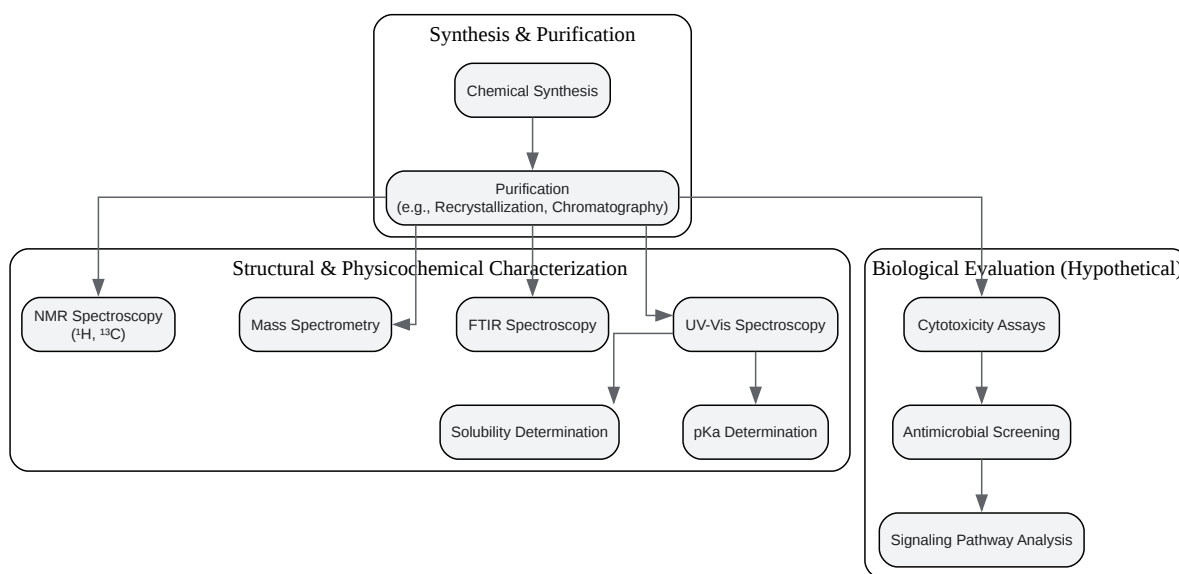 Synthesis & Purification
Chemical Synthesis
Purification
(e.g., Recrystallization, Chromatography)
Structural & Physicochemical Characterization
NMR Spectroscopy
(¹H, ¹³C)
Mass Spectrometry
FTIR Spectroscopy
UV-Vis Spectroscopy
Solubility Determination
pKa Determination
Biological Evaluation (Hypothetical)
Cytotoxicity Assays
Antimicrobial Screening
Signaling Pathway Analysis